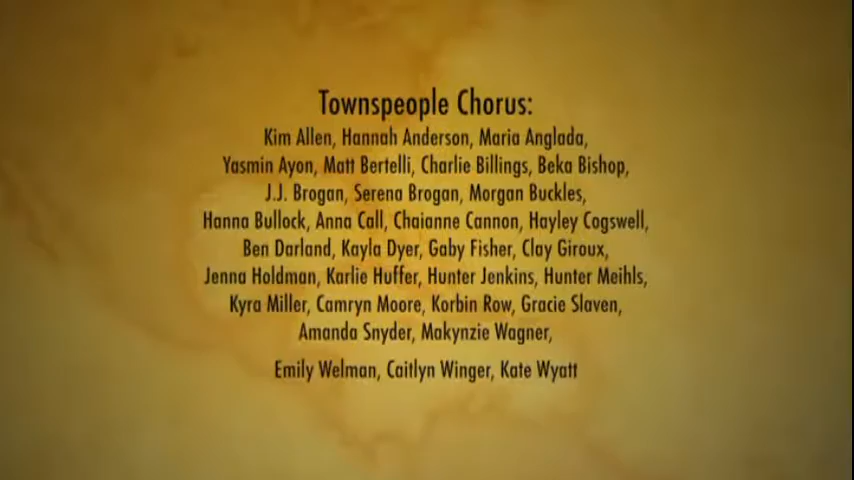 Townspeople Chorus:
Kim Allen, Hannah Anderson, Maria Anglada,
Yasmin Ayon, Matt Bertelli, Charlie Billings, Beka Bishop,
J.J. Brogan, Serena Brogan, Morgan Buckles,
Hanna Bullock, Anna Call, Chaianne Cannon, Hayley Cogswell,
Ben Darland, Kayla Dyer, Gaby Fisher, Clay Giroux,
Jenna Holdman, Karlie Huffer, Hunter Jenkins, Hunter Meihls,
Kyra Miller, Camryn Moore, Korbin Row, Gracie Slaven,
Amanda Snyder, Makynzie Wagner,
Emily Welman, Caitlyn Winger, Kate Wyatt